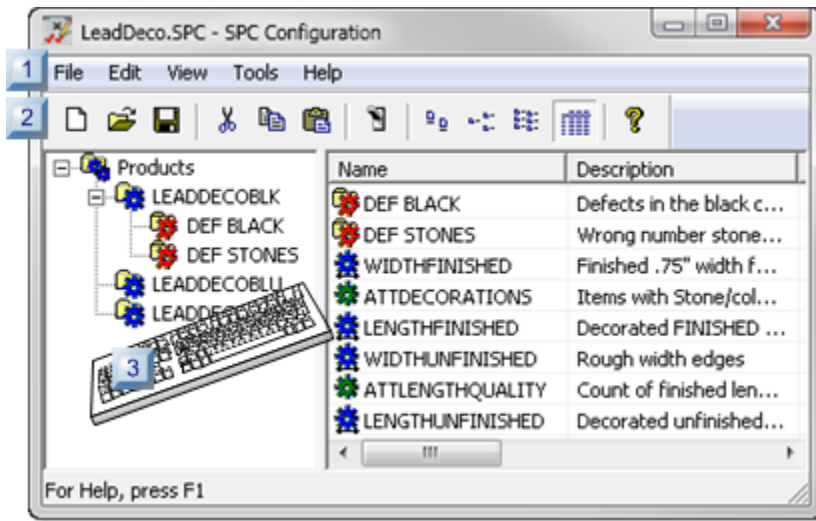 LeadDeco.SPC - SPC Configuration
1 File Edit View Tools Help
2
Products
LEADDECOBLK
DEF BLACK
DEF STONES
LEADDECOBLU
3
Name Description
DEF BLACK Defects in the black c...
DEF STONES Wrong number stone...
WIDTHFINISHED Finished .75" width f...
ATTDECORATIONS Items with Stone/col...
LENGTHFINISHED Decorated FINISHED ...
WIDTHUNFINISHED Rough width edges
ATTLENGTHQUALITY Count of finished len...
LENGTHUNFINISHED Decorated unfinished...
For Help, press F1